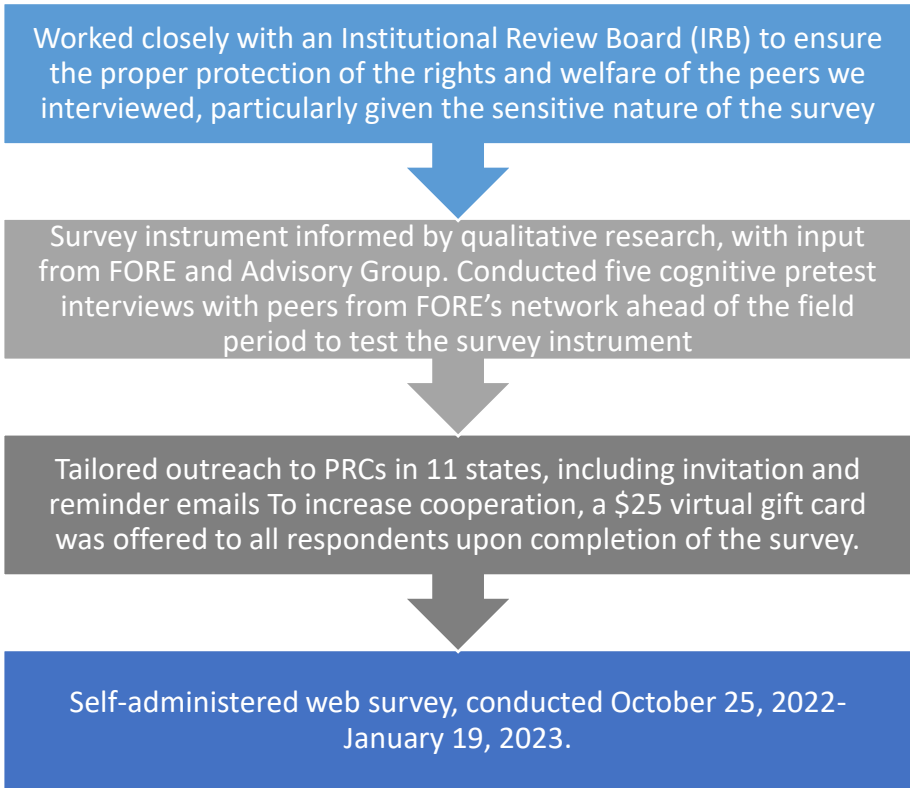 Worked closely with an Institutional Review Board (IRB) to ensure
the proper protection of the rights and welfare of the peers we
interviewed, particularly given the sensitive nature of the survey
Survey instrument informed by qualitative research, with input
from FORE and Advisory Group. Conducted five cognitive pretest
interviews with peers from FORE’s network ahead of the field
period to test the survey instrument
Tailored outreach to PRCs in 11 states, including invitation and
reminder emails To increase cooperation, a $25 virtual gift card
was offered to all respondents upon completion of the survey.
Self-administered web survey, conducted October 25, 2022-
January 19, 2023.